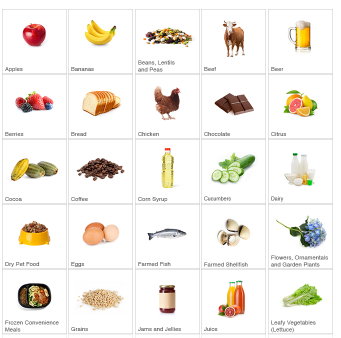 Apples
Bananas
Beans, Lentils
and Peas
Beef
Beer
Berries
Bread
Chicken
Chocolate
Citrus
Cocoa
Coffee
Corn Syrup
Cucumbers
Dairy
Dry Pet Food
Eggs
Farmed Fish
Farmed Shellfish
Flowers, Ornamentals
and Garden Plants
Frozen Convenience
Meals
Grains
Jams and Jellies
Juice
Leafy Vegetables
(Lettuce)